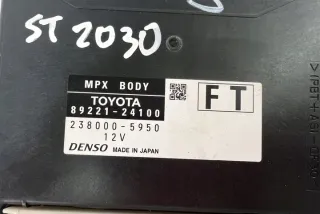 ST 2030
MPX BODY
TOYOTA
89221-24100
FT
238000-5950
12V
DENSO MADE IN JAPAN